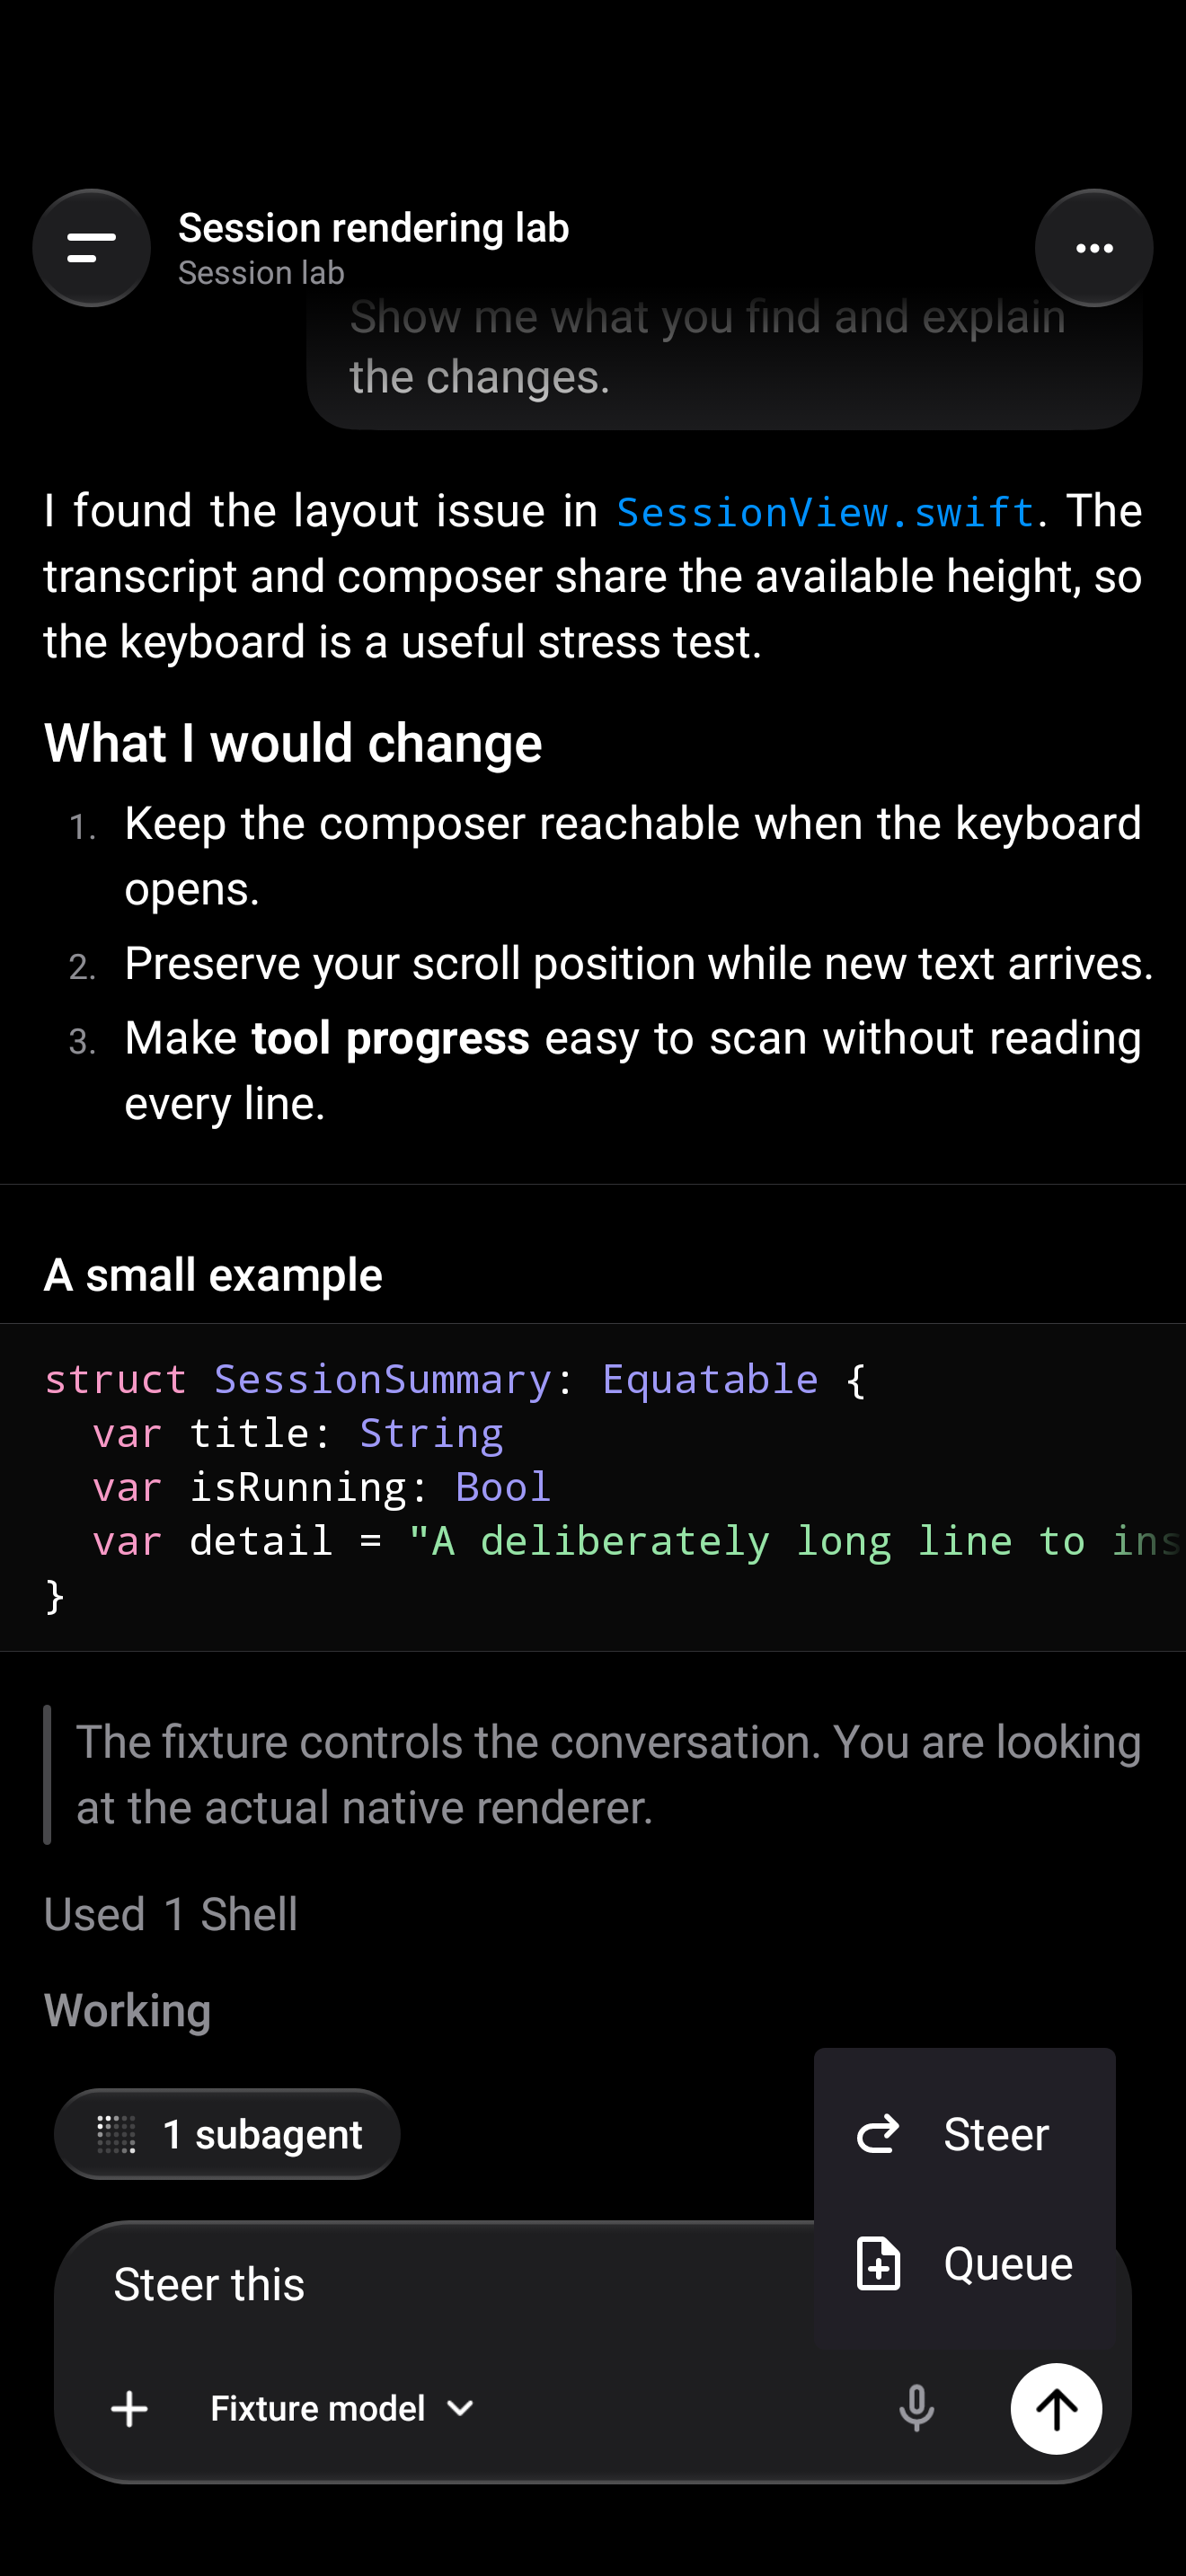 Session rendering lab
Session lab
Show me what you find and explain
the changes.
I found the layout issue in SessionView.swift. The
transcript and composer share the available height, so
the keyboard is a useful stress test.
What I would change
1. Keep the composer reachable when the keyboard
opens.
2. Preserve your scroll position while new text arrives.
3. Make tool progress easy to scan without reading
every line.
A small example
struct SessionSummary: Equatable {
  var title: String
  var isRunning: Bool
  var detail = "A deliberately long line to ins
}
The fixture controls the conversation. You are looking
at the actual native renderer.
Used 1 Shell
Working
1 subagent
Steer
Queue
Steer this
Fixture model